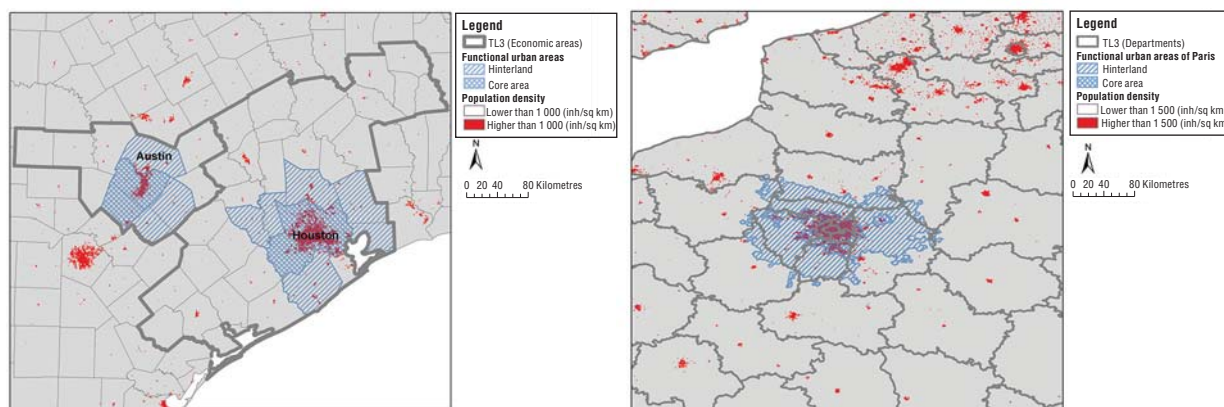 Austin
Houston
Legend
TL3 (Economic areas)
Functional urban areas
Hinterland
Core area
Population density
Lower than 1 000 (inh/sq km)
Higher than 1 000 (inh/sq km)
N
0 20 40 80 Kilometres
Legend
TL3 (Departments)
Functional urban areas of Paris
Hinterland
Core area
Population density
Lower than 1 500 (inh/sq km)
Higher than 1 500 (inh/sq km)
N
0 20 40 80 Kilometres